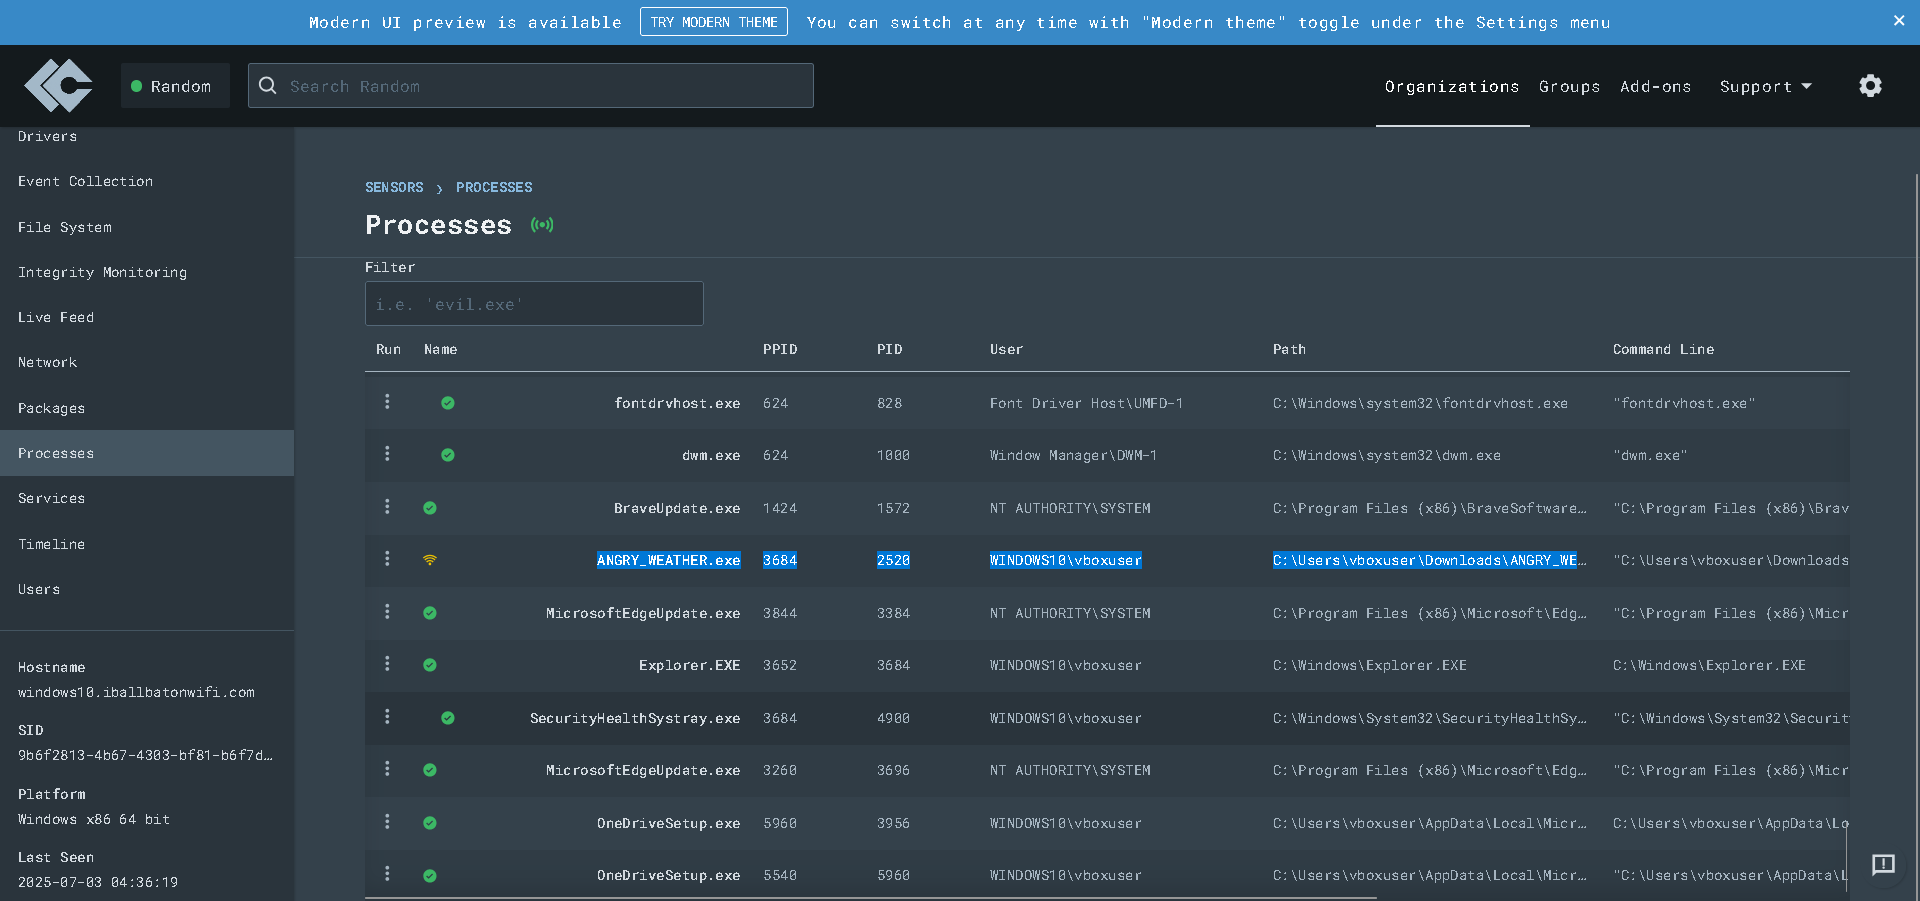 Modern UI preview is available TRY MODERN THEME You can switch at any time with "Modern theme" toggle under the Settings menu
Random Search Random Organizations Groups Add-ons Support
Drivers
Event Collection
File System
Integrity Monitoring
Live Feed
Network
Packages
Processes
Services
Timeline
Users
Hostname
windows10.iballbatonwifi.com
SID
9b6f2813-4b67-4303-bf81-b6f7d…
Platform
Windows x86 64 bit
Last Seen
2025-07-03 04:36:19
SENSORS › PROCESSES
Processes
Filter
i.e. 'evil.exe'
Run Name PPID PID User Path Command Line
fontdrvhost.exe 624 828 Font Driver Host\UMFD-1 C:\Windows\system32\fontdrvhost.exe "fontdrvhost.exe"
dwm.exe 624 1000 Window Manager\DWM-1 C:\Windows\system32\dwm.exe "dwm.exe"
BraveUpdate.exe 1424 1572 NT AUTHORITY\SYSTEM C:\Program Files (x86)\BraveSoftware… "C:\Program Files (x86)\Brav
ANGRY_WEATHER.exe 3684 2520 WINDOWS10\vboxuser C:\Users\vboxuser\Downloads\ANGRY_WE… "C:\Users\vboxuser\Downloads
MicrosoftEdgeUpdate.exe 3844 3384 NT AUTHORITY\SYSTEM C:\Program Files (x86)\Microsoft\Edg… "C:\Program Files (x86)\Micr
Explorer.EXE 3652 3684 WINDOWS10\vboxuser C:\Windows\Explorer.EXE C:\Windows\Explorer.EXE
SecurityHealthSystray.exe 3684 4900 WINDOWS10\vboxuser C:\Windows\System32\SecurityHealthSy… "C:\Windows\System32\Securit
MicrosoftEdgeUpdate.exe 3260 3696 NT AUTHORITY\SYSTEM C:\Program Files (x86)\Microsoft\Edg… "C:\Program Files (x86)\Micr
OneDriveSetup.exe 5960 3956 WINDOWS10\vboxuser C:\Users\vboxuser\AppData\Local\Micr… C:\Users\vboxuser\AppData\Lo
OneDriveSetup.exe 5540 5960 WINDOWS10\vboxuser C:\Users\vboxuser\AppData\Local\Micr… "C:\Users\vboxuser\AppData\L